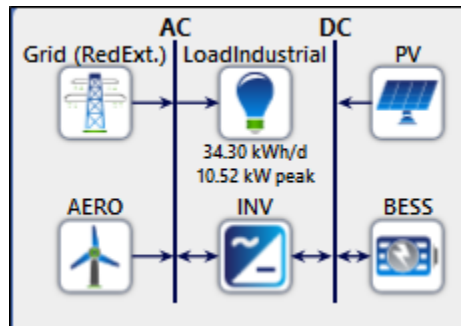 AC DC
Grid (RedExt.) LoadIndustrial PV
34.30 kWh/d
10.52 kW peak
AERO INV BESS